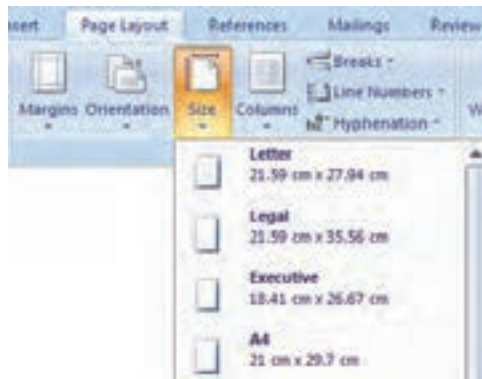 Page Layout References Mailings Review
Margins Orientation Size Columns
Breaks
Line Numbers
Hyphenation
Letter
21.59 cm x 27.94 cm
Legal
21.59 cm x 35.56 cm
Executive
18.41 cm x 26.67 cm
A4
21 cm x 29.7 cm